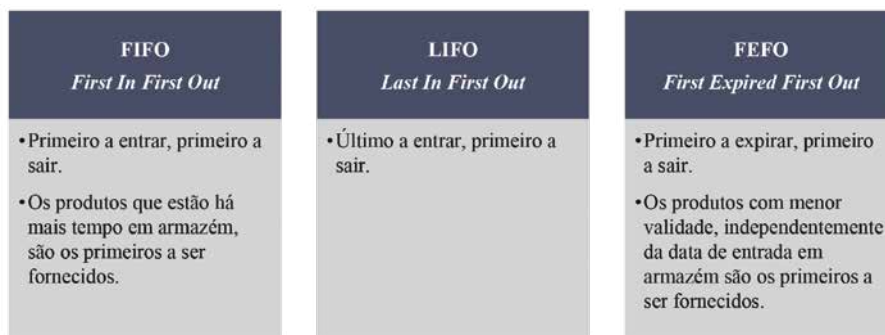 FIFO
First In First Out
•Primeiro a entrar, primeiro a
sair.
•Os produtos que estão há
mais tempo em armazém,
são os primeiros a ser
fornecidos.
LIFO
Last In First Out
•Último a entrar, primeiro a
sair.
FEFO
First Expired First Out
•Primeiro a expirar, primeiro
a sair.
•Os produtos com menor
validade, independentemente
da data de entrada em
armazém são os primeiros a
ser fornecidos.